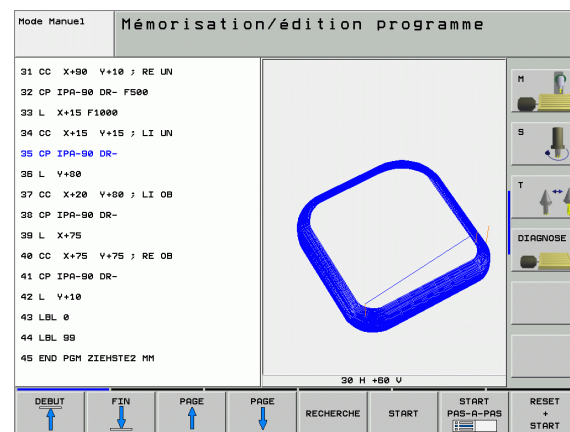 Mode Manuel
Mémorisation/édition programme
31 CC X+90 Y+10 ; RE UN
32 CP IPA-90 DR- F500
33 L X+15 F1000
34 CC X+15 Y+15 ; LI UN
35 CP IPA-90 DR-
36 L Y+80
37 CC X+20 Y+80 ; LI OB
38 CP IPA-90 DR-
39 L X+75
40 CC X+75 Y+75 ; RE OB
41 CP IPA-90 DR-
42 L Y+10
43 LBL 0
44 LBL 99
45 END PGM ZIEHSTE2 MM
30 H +60 V
M
S
T
DIAGNOSE
DEBUT
FIN
PAGE
PAGE
RECHERCHE
START
START
PAS-A-PAS
RESET
+
START